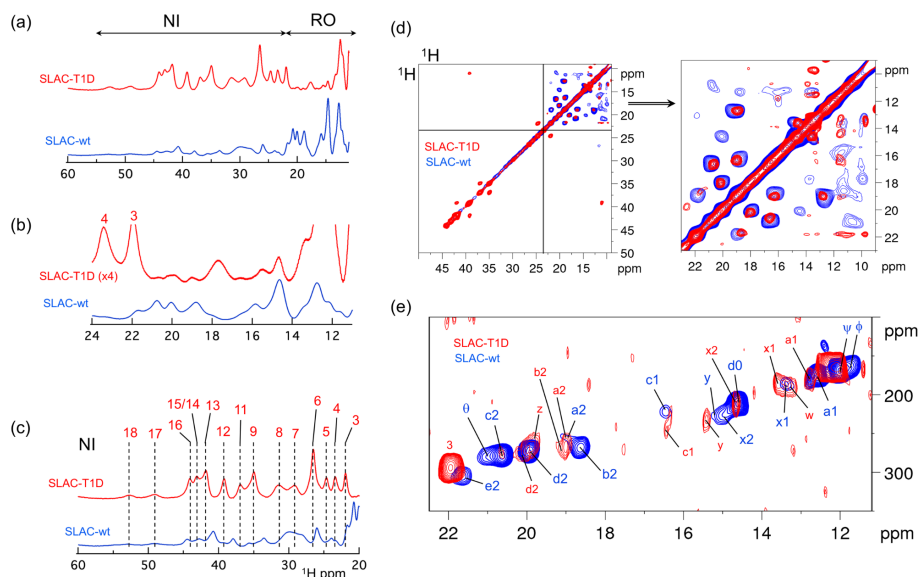 (a)
NI
RO
SLAC-T1D
SLAC-wt
60 50 40 30 20
(b)
4 3
SLAC-T1D (x4)
SLAC-wt
24 22 20 18 16 14 12
(c)
NI
18 17 16 15/14 13 12 11 9 6 7 5 4 3
SLAC-T1D
SLAC-wt
60 50 40 30 20
¹H ppm
(d)
¹H
¹H
ppm
10
15
20
25
30
35
40
45
50
SLAC-T1D
SLAC-wt
45 40 35 30 25 20 15 10
ppm
ppm
12
14
16
18
20
22
22 20 18 16 14 12 10
ppm
(e)
SLAC-T1D
SLAC-wt
θ c2 z b2 a2 a2 c1 y x2 d0 x1 a1 ψ ϕ
3 e2 d2 d2 b2 c1 y x2 x1 w a1
200
300
ppm
22 20 18 16 14 12